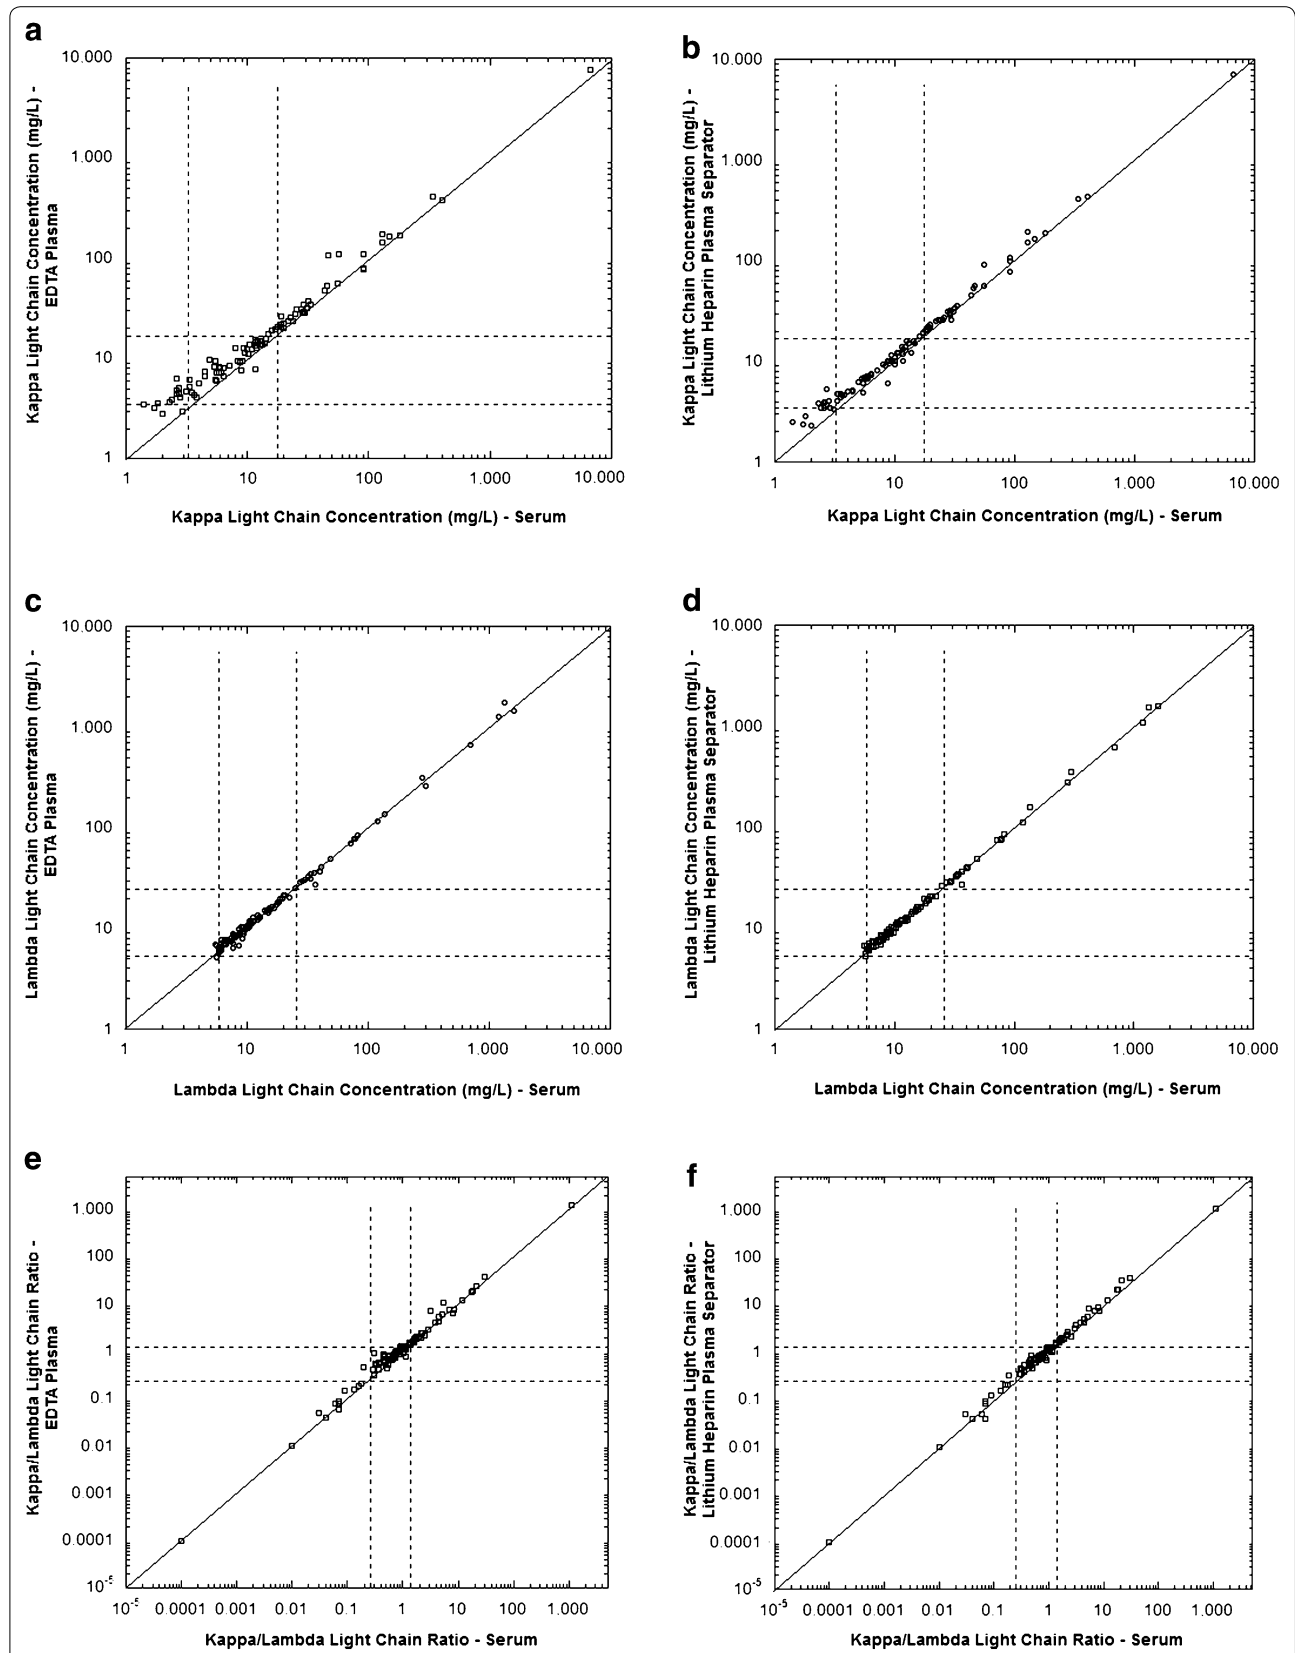 a
10.000
1.000
100
10
1
Kappa Light Chain Concentration (mg/L) -
EDTA Plasma
1 10 100 1.000 10.000
Kappa Light Chain Concentration (mg/L) - Serum
b
10.000
1.000
100
10
1
Kappa Light Chain Concentration (mg/L) -
Lithium Heparin Plasma Separator
1 10 100 1.000 10.000
Kappa Light Chain Concentration (mg/L) - Serum
c
10.000
1.000
100
10
1
Lambda Light Chain Concentration (mg/L) -
EDTA Plasma
1 10 100 1.000 10.000
Lambda Light Chain Concentration (mg/L) - Serum
d
10.000
1.000
100
10
1
Lambda Light Chain Concentration (mg/L) -
Lithium Heparin Plasma Separator
1 10 100 1.000 10.000
Lambda Light Chain Concentration (mg/L) - Serum
e
1.000
100
10
1
0.1
0.01
0.001
0.0001
10⁻⁵
Kappa/Lambda Light Chain Ratio -
EDTA Plasma
10⁻⁵ 0.0001 0.001 0.01 0.1 1 10 100 1.000
Kappa/Lambda Light Chain Ratio - Serum
f
1.000
100
10
1
0.1
0.01
0.001
0.0001
10⁻⁵
Kappa/Lambda Light Chain Ratio -
Lithium Heparin Plasma Separator
10⁻⁵ 0.0001 0.001 0.01 0.1 1 10 100 1.000
Kappa/Lambda Light Chain Ratio - Serum